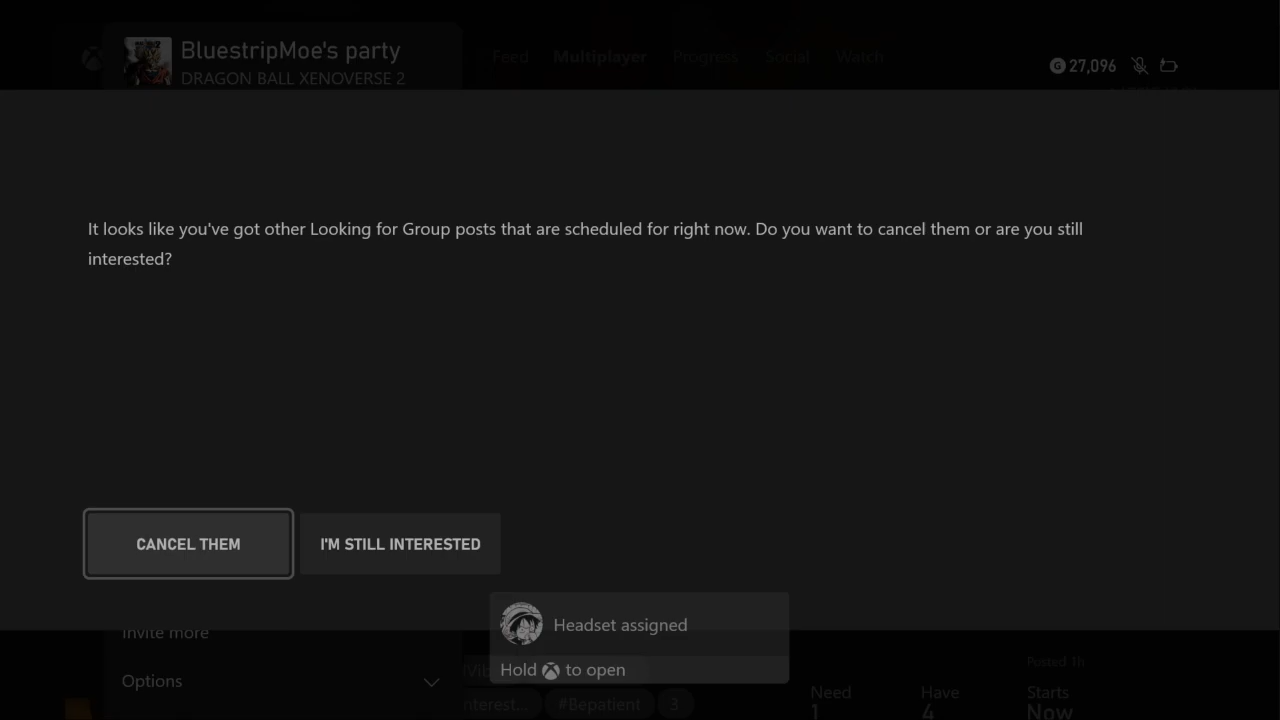 BluestripMoe's party
DRAGON BALL XENOVERSE 2
Feed Multiplayer Progress Social Watch
27,096
It looks like you've got other Looking for Group posts that are scheduled for right now. Do you want to cancel them or are you still
interested?
CANCEL THEM
I'M STILL INTERESTED
Headset assigned
Hold to open
Invite more
Options
Posted 1h
#Bepatient 3
Need Have Starts
1 4 Now